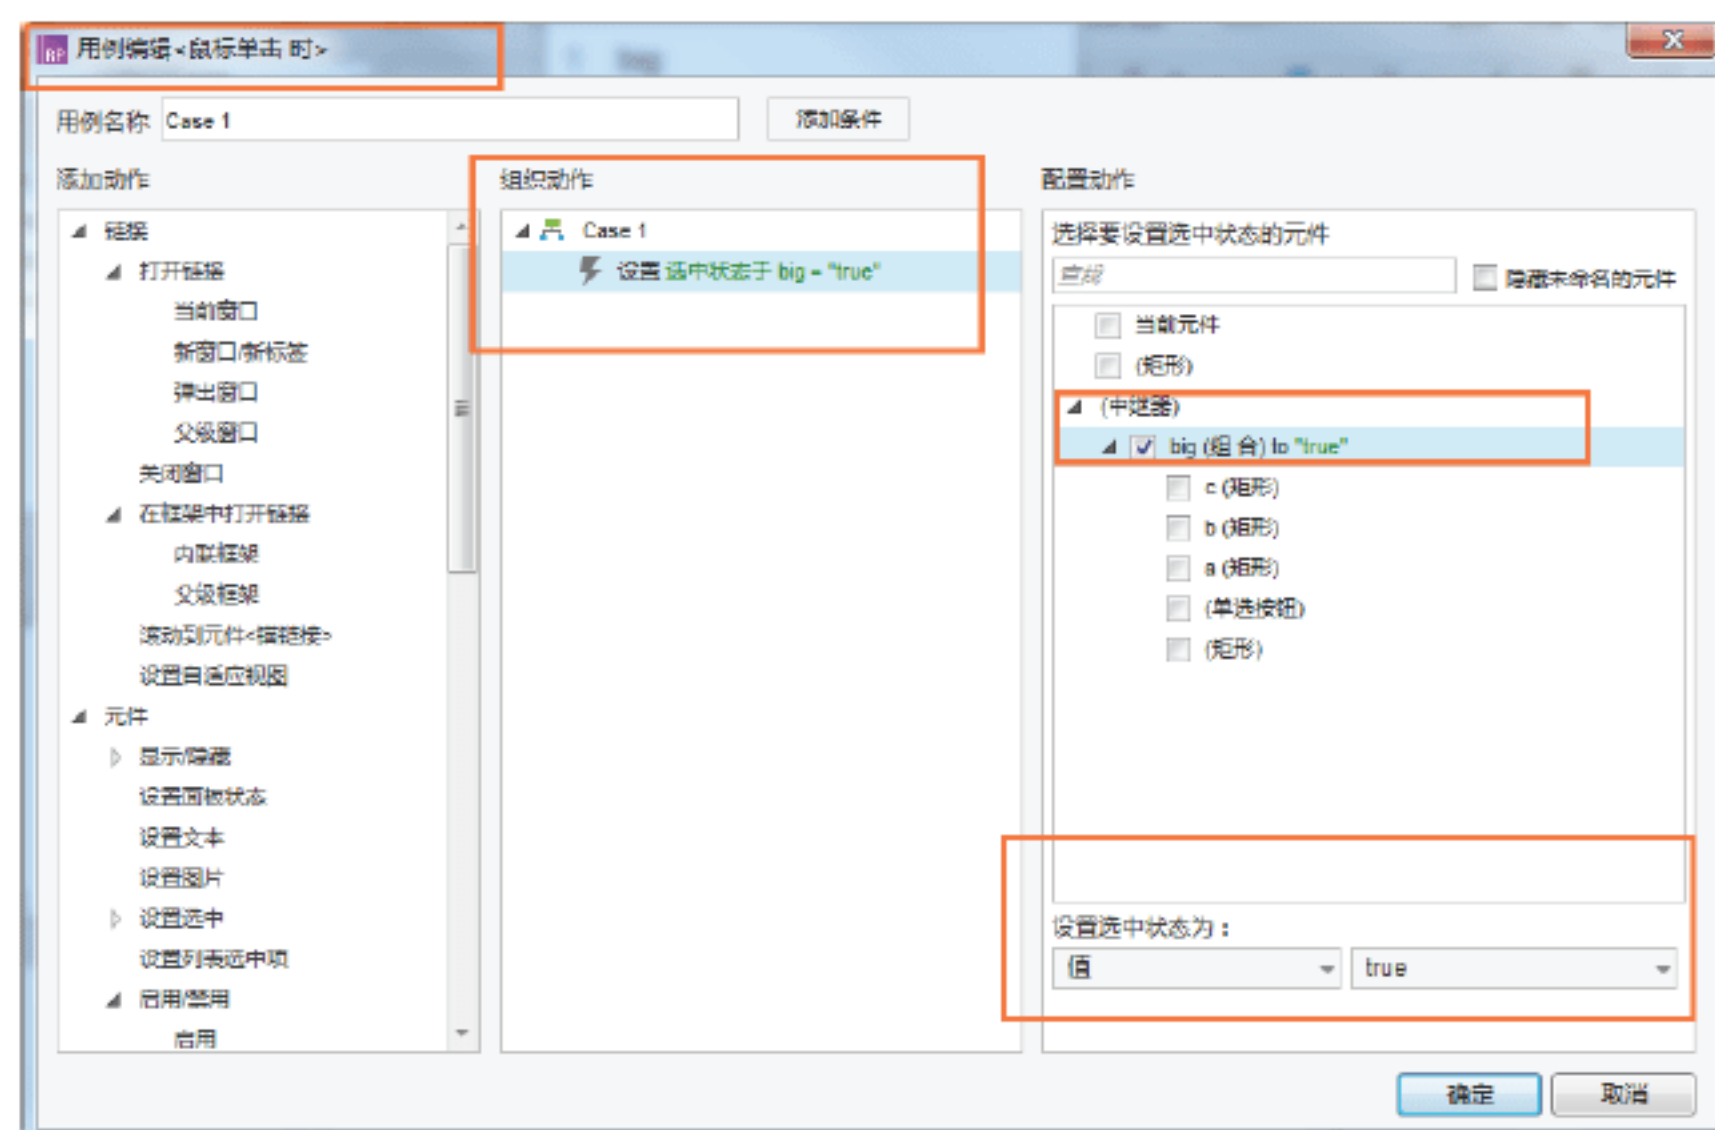 RP 用例编辑<鼠标单击 时>
用例名称 Case 1 添加条件
添加动作
链接
打开链接
当前窗口
新窗口/新标签
弹出窗口
父级窗口
关闭窗口
在框架中打开链接
内联框架
父级框架
滚动到元件<锚链接>
设置自适应视图
元件
显示/隐藏
设置面板状态
设置文本
设置图片
设置选中
设置列表选中项
启用/禁用
启用
组织动作
Case 1
设置 选中状态于 big = "true"
配置动作
选择要设置选中状态的元件
查找
隐藏未命名的元件
当前元件
(矩形)
(中继器)
big (组合) to "true"
c (矩形)
b (矩形)
a (矩形)
(单选按钮)
(矩形)
设置选中状态为：
值 true
确定 取消